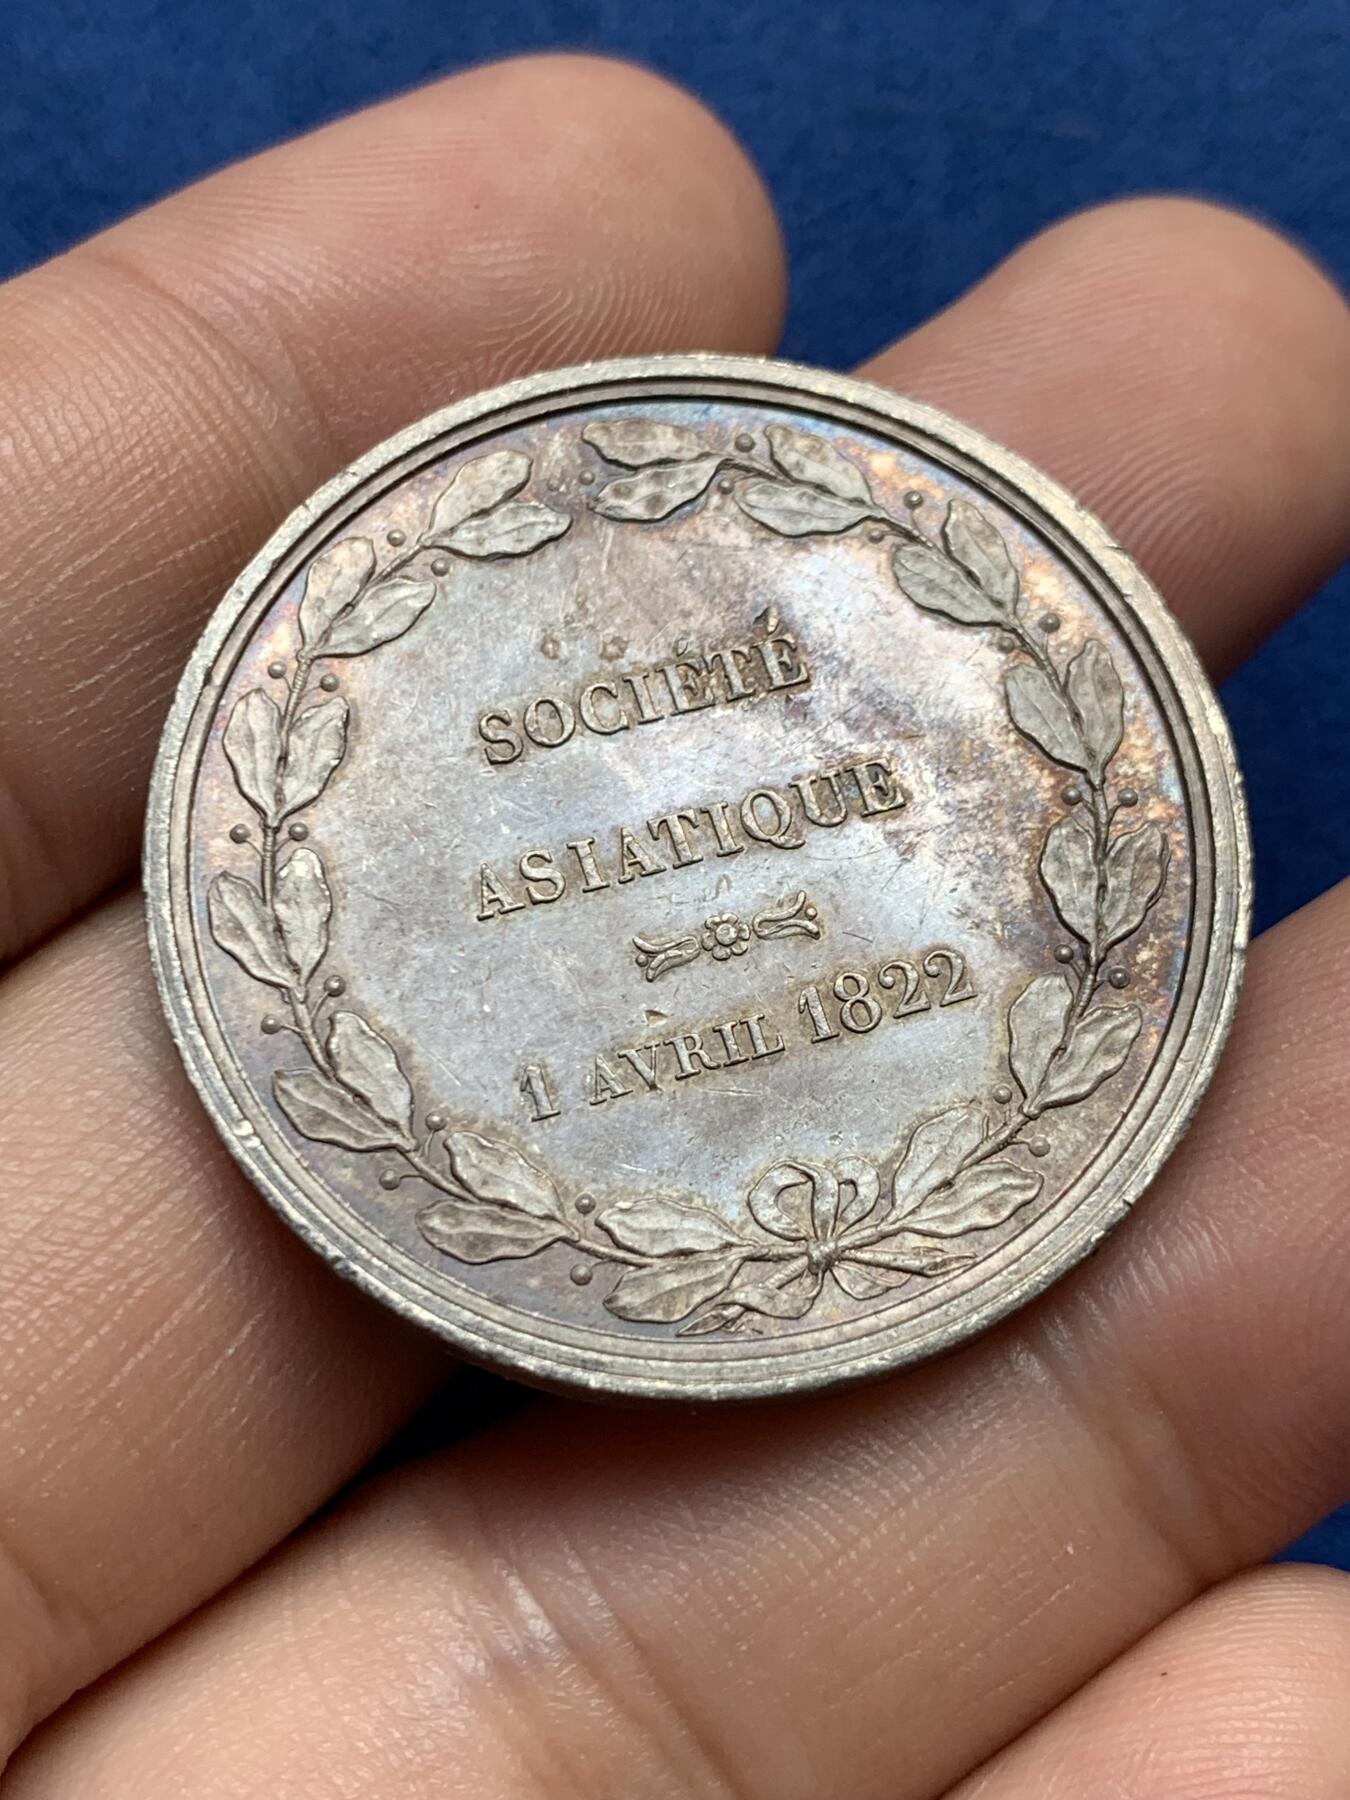 SOCIÉTÉ
ASIATIQUE
1 AVRIL 1822